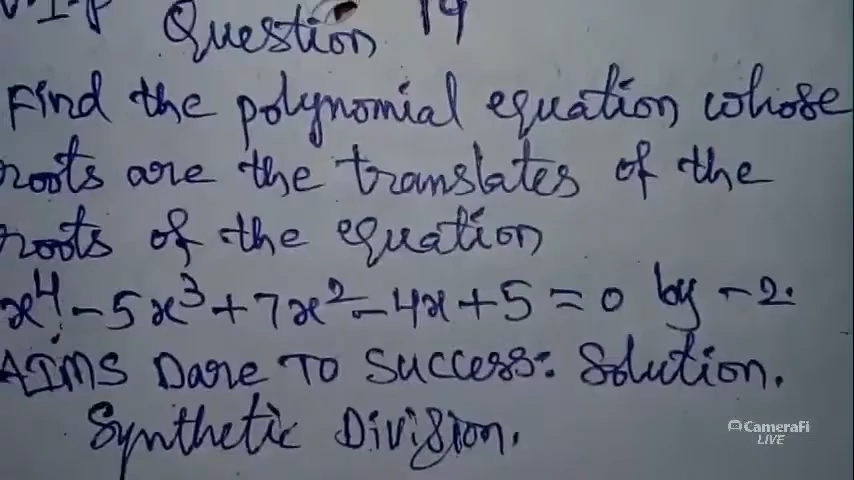 V.I.P
Question 19
Find the polynomial equation whose
roots are the translates of the
roots of the equation
x⁴ - 5x³ + 7x² - 4x + 5 = 0 by -2.
AIMS Dare To Success: Solution.
Synthetic Division.
CameraFi
LIVE